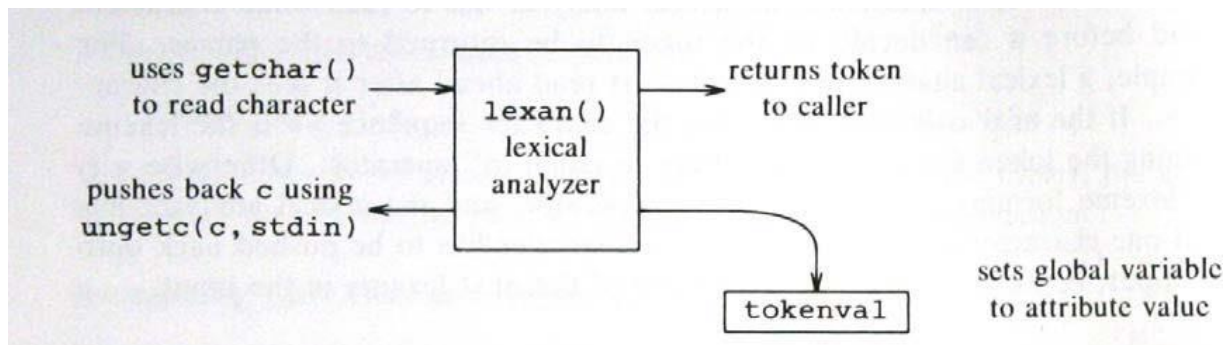 uses getchar()
to read character
lexan()
lexical
analyzer
returns token
to caller
pushes back c using
ungetc(c,stdin)
tokenval
sets global variable
to attribute value